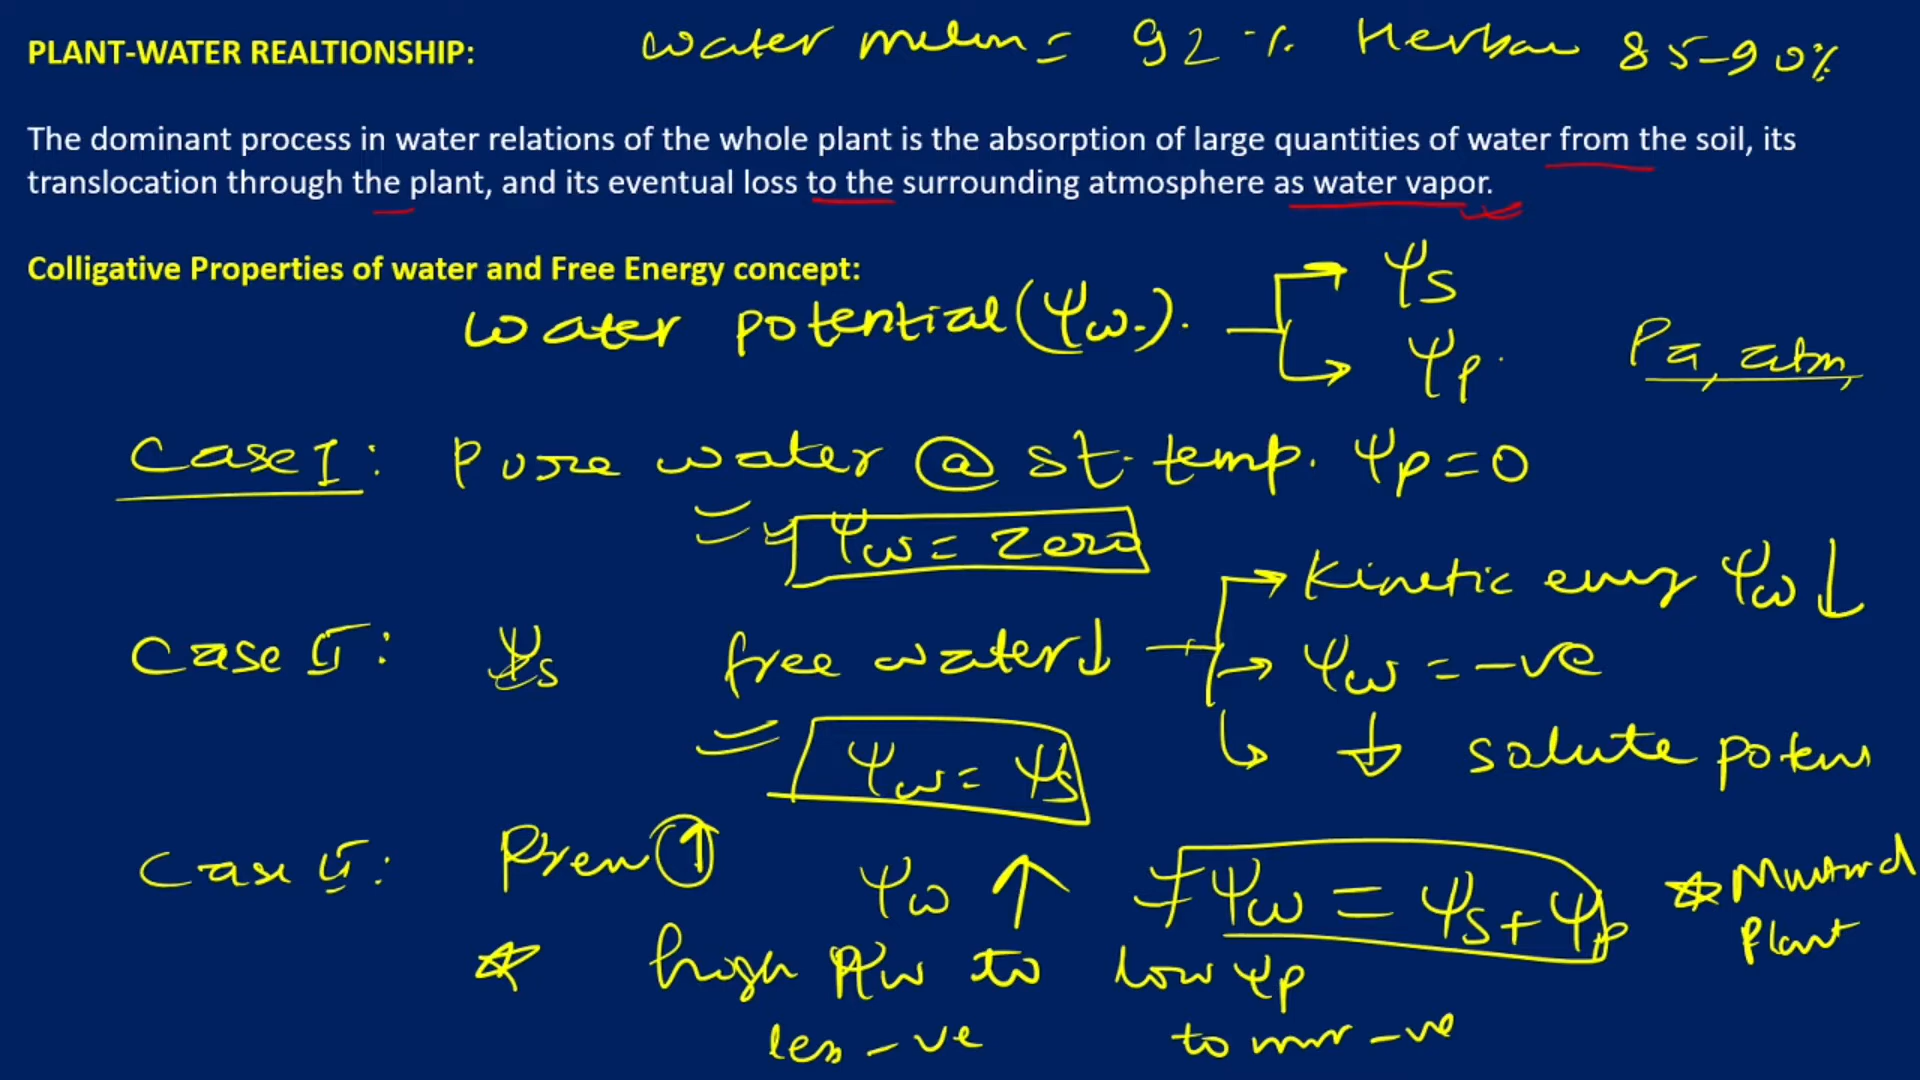 PLANT-WATER REALTIONSHIP: water melon = 92 % Herbac 85-90%
The dominant process in water relations of the whole plant is the absorption of large quantities of water from the soil, its
translocation through the plant, and its eventual loss to the surrounding atmosphere as water vapor.
Colligative Properties of water and Free Energy concept:
water potential (Ψw.). → Ψs
→ Ψp.
Pa, atm,
Case I : Pure water @ st. temp. Ψp = 0
= Ψw = Zero
→ Kinetic Ψw ↓
Case II : Ψs free water ↓ → Ψw = -ve
↓ solute poten
= Ψw = Ψs
Case : ↑ Ψw ↑ Ψw = Ψs + Ψp
☆ Mustard
Plant
☆ high Ψw to low Ψp
less -ve to -ve